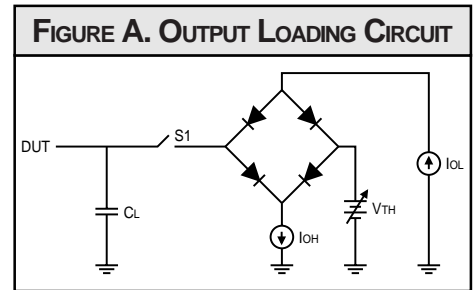 FIGURE A. OUTPUT LOADING CIRCUIT
DUT
S1
IOL
CL
VTH
IOH